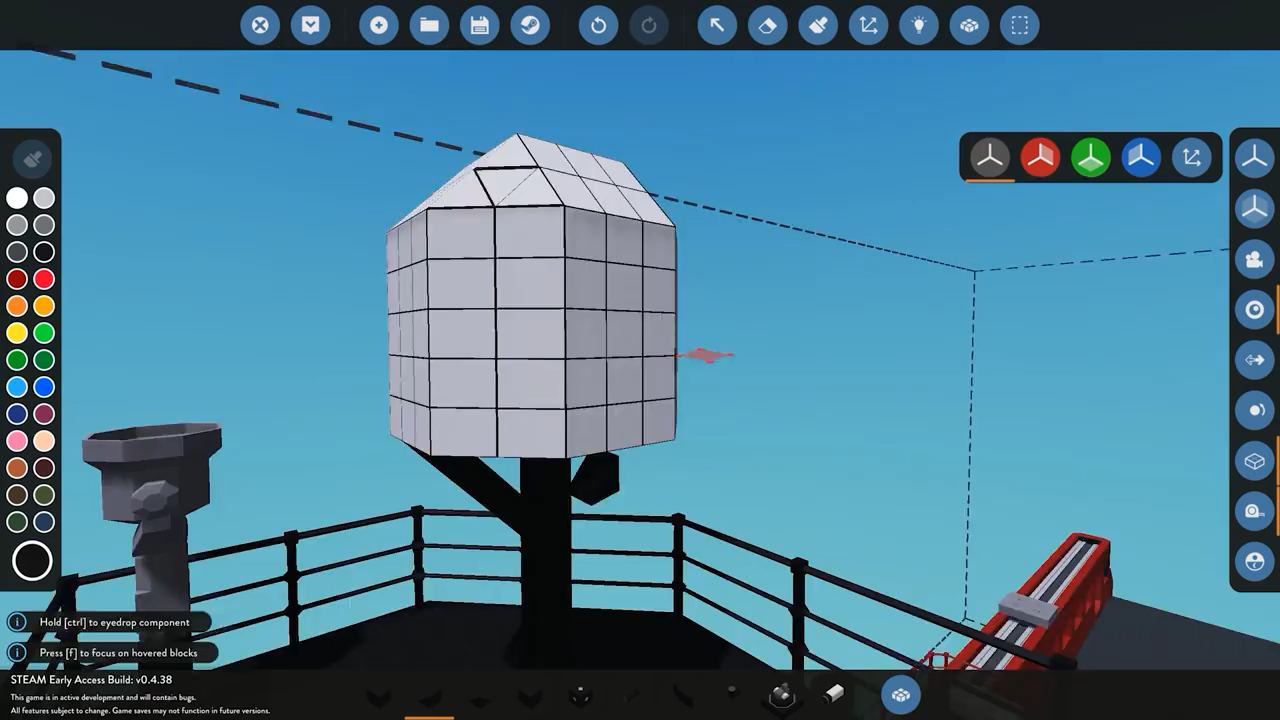 Hold [ctrl] to eyedrop component
Press [f] to focus on hovered blocks
STEAM Early Access Build: v0.4.38
This game is in active development and will contain bugs.
All features subject to change. Game saves may not function in future versions.